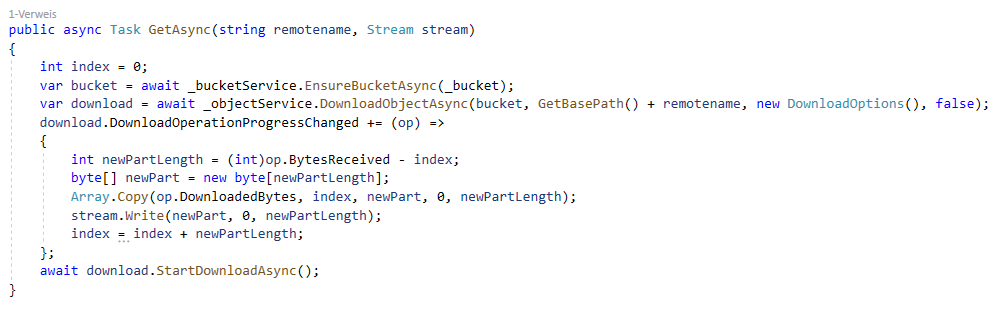 1-Verweis
public async Task GetAsync(string remotename, Stream stream)
{
    int index = 0;
    var bucket = await _bucketService.EnsureBucketAsync(_bucket);
    var download = await _objectService.DownloadObjectAsync(bucket, GetBasePath() + remotename, new DownloadOptions(), false);
    download.DownloadOperationProgressChanged += (op) =>
    {
        int newPartLength = (int)op.BytesReceived - index;
        byte[] newPart = new byte[newPartLength];
        Array.Copy(op.DownloadedBytes, index, newPart, 0, newPartLength);
        stream.Write(newPart, 0, newPartLength);
        index = index + newPartLength;
    };
    await download.StartDownloadAsync();
}